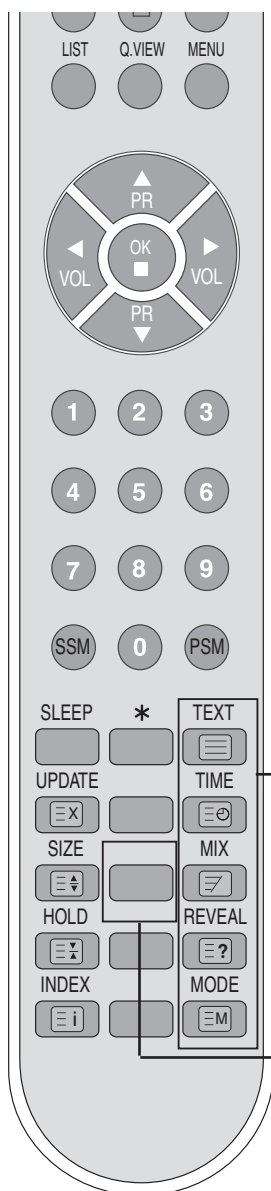 LIST Q.VIEW MENU
PR
VOL OK VOL
PR
1 2 3
4 5 6
7 8 9
SSM 0 PSM
SLEEP * TEXT
UPDATE TIME
X
SIZE MIX
HOLD REVEAL
?
INDEX MODE
i M